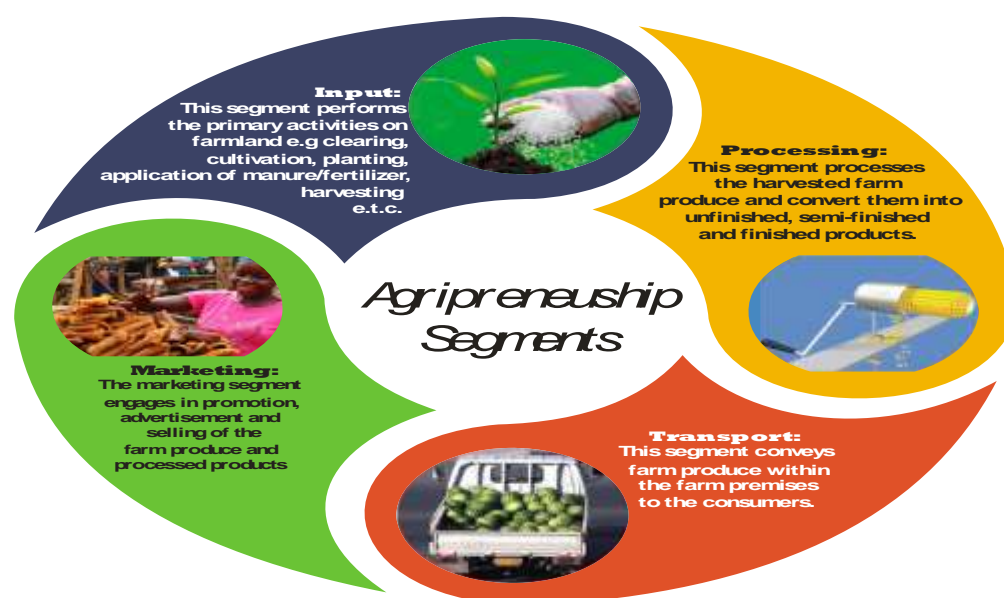 Input:
This segment performs
the primary activities on
farmland e.g clearing,
cultivation, planting,
application of manure/fertilizer,
harvesting
e.t.c.
Processing:
This segment processes
the harvested farm
produce and convert them into
unfinished, semi-finished
and finished products.
Agripreneuship
Segments
Marketing:
The marketing segment
engages in promotion,
advertisement and
selling of the
farm produce and
processed products
Transport:
This segment conveys
farm produce within
the farm premises
to the consumers.